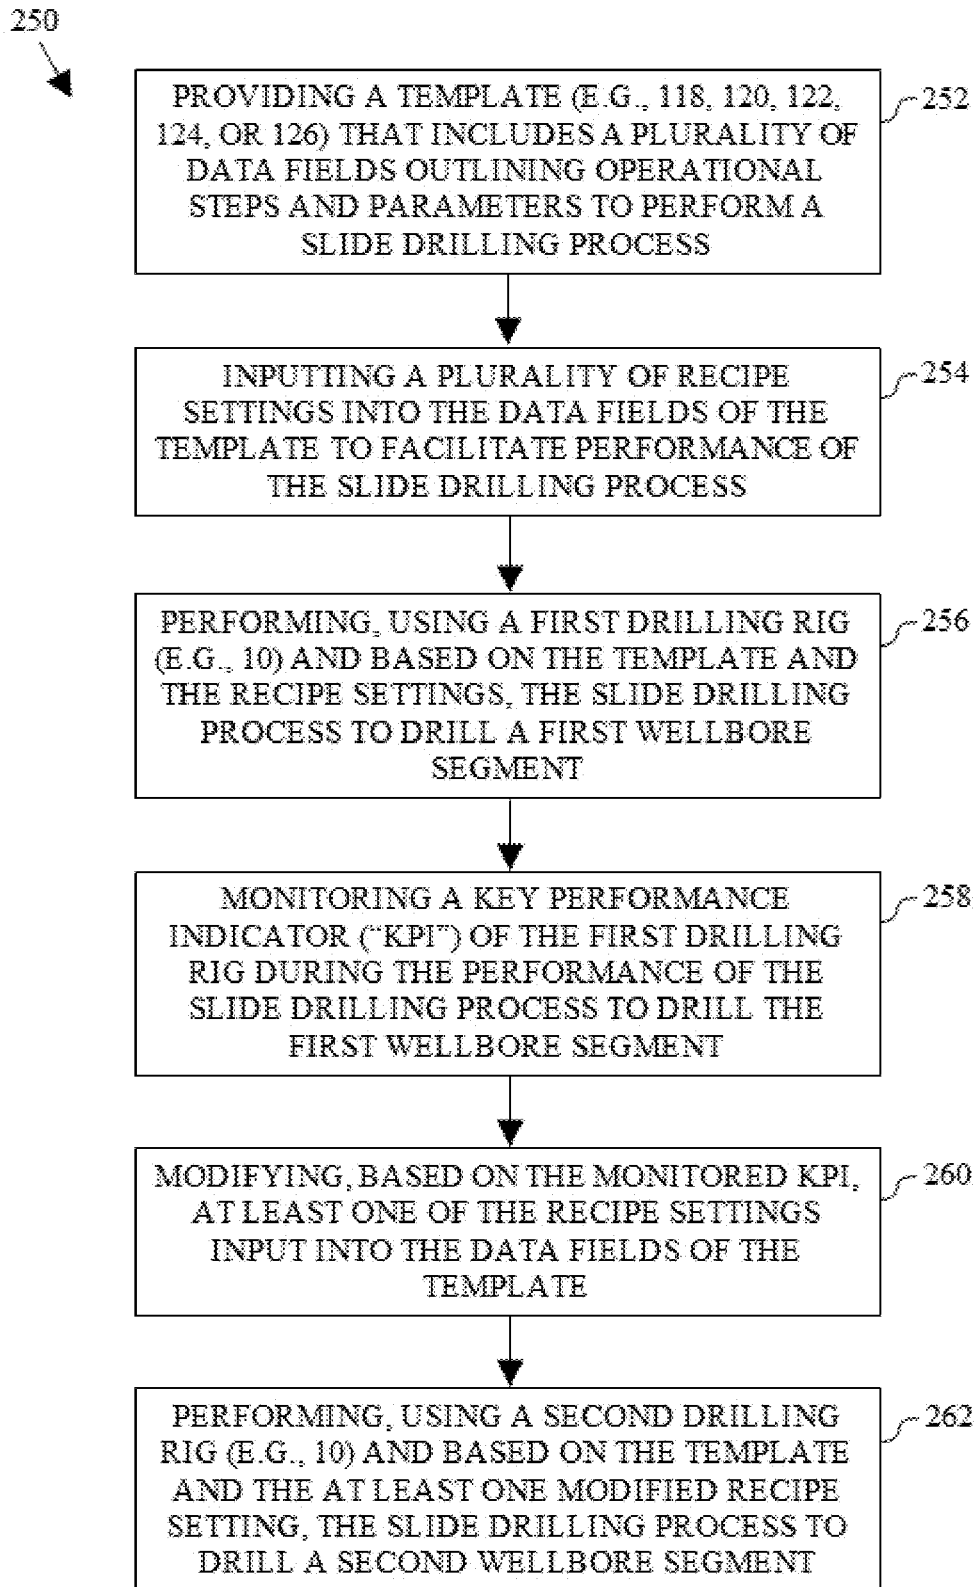 250
PROVIDING A TEMPLATE (E.G., 118, 120, 122,
124, OR 126) THAT INCLUDES A PLURALITY OF
DATA FIELDS OUTLINING OPERATIONAL
STEPS AND PARAMETERS TO PERFORM A
SLIDE DRILLING PROCESS
252
INPUTTING A PLURALITY OF RECIPE
SETTINGS INTO THE DATA FIELDS OF THE
TEMPLATE TO FACILITATE PERFORMANCE OF
THE SLIDE DRILLING PROCESS
254
PERFORMING, USING A FIRST DRILLING RIG
(E.G., 10) AND BASED ON THE TEMPLATE AND
THE RECIPE SETTINGS, THE SLIDE DRILLING
PROCESS TO DRILL A FIRST WELLBORE
SEGMENT
256
MONITORING A KEY PERFORMANCE
INDICATOR ("KPI") OF THE FIRST DRILLING
RIG DURING THE PERFORMANCE OF THE
SLIDE DRILLING PROCESS TO DRILL THE
FIRST WELLBORE SEGMENT
258
MODIFYING, BASED ON THE MONITORED KPI,
AT LEAST ONE OF THE RECIPE SETTINGS
INPUT INTO THE DATA FIELDS OF THE
TEMPLATE
260
PERFORMING, USING A SECOND DRILLING
RIG (E.G., 10) AND BASED ON THE TEMPLATE
AND THE AT LEAST ONE MODIFIED RECIPE
SETTING, THE SLIDE DRILLING PROCESS TO
DRILL A SECOND WELLBORE SEGMENT
262